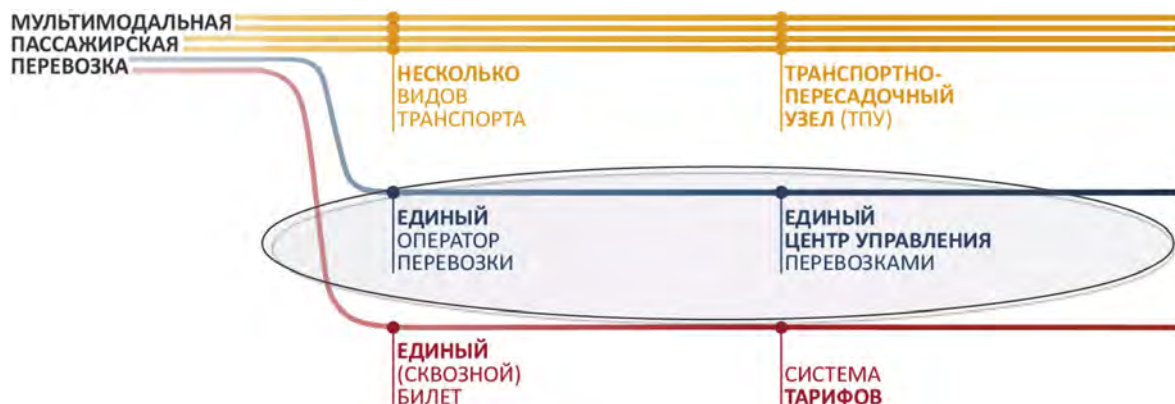 МУЛЬТИМОДАЛЬНАЯ
ПАССАЖИРСКАЯ
ПЕРЕВОЗКА
НЕСКОЛЬКО
ВИДОВ
ТРАНСПОРТА
ТРАНСПОРТНО-
ПЕРЕСАДОЧНЫЙ
УЗЕЛ (ТПУ)
ЕДИНЫЙ
ОПЕРАТОР
ПЕРЕВОЗКИ
ЕДИНЫЙ
ЦЕНТР УПРАВЛЕНИЯ
ПЕРЕВОЗКАМИ
ЕДИНЫЙ
(СКВОЗНОЙ)
БИЛЕТ
СИСТЕМА
ТАРИФОВ